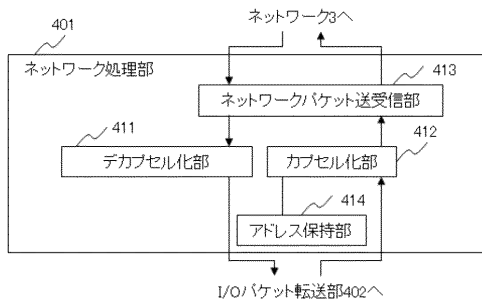 ネットワーク3へ
401
ネットワーク処理部
413
ネットワークパケット送受信部
411
412
デカプセル化部
カプセル化部
414
アドレス保持部
I/Oパケット転送部402へ